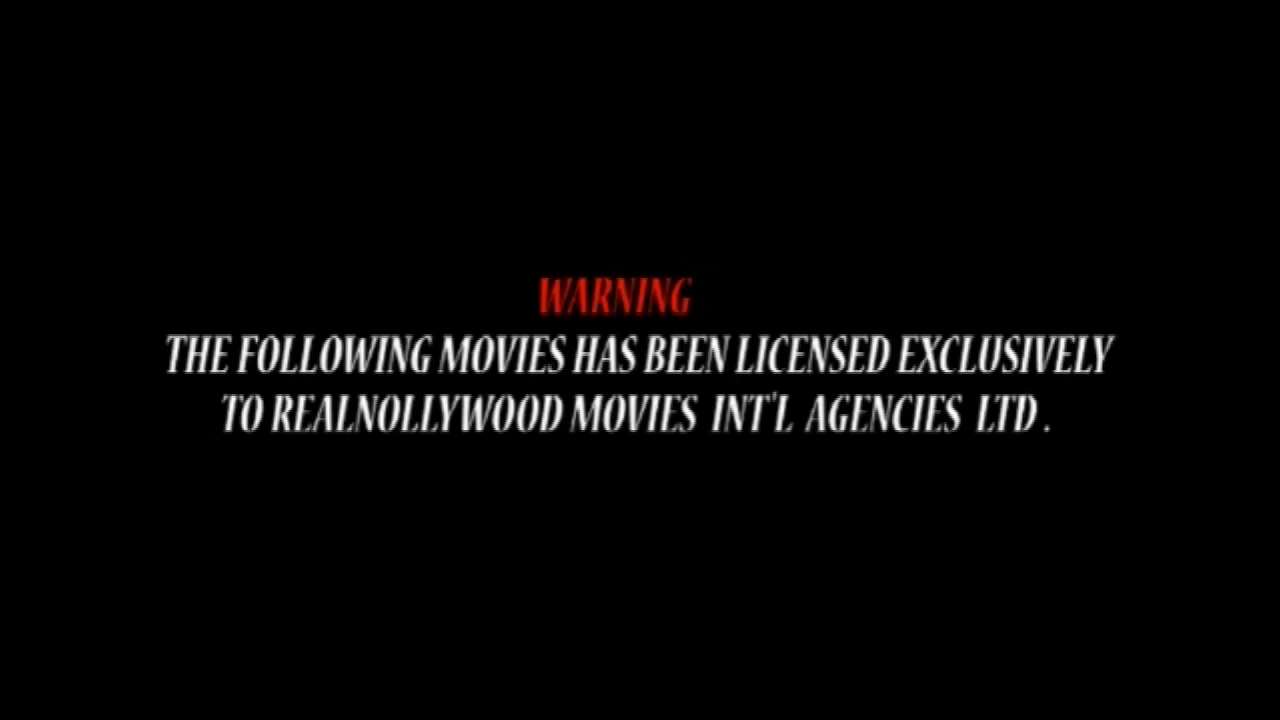 WARNING
THE FOLLOWING MOVIES HAS BEEN LICENSED EXCLUSIVELY
TO REALNOLLYWOOD MOVIES INT'L AGENCIES LTD .